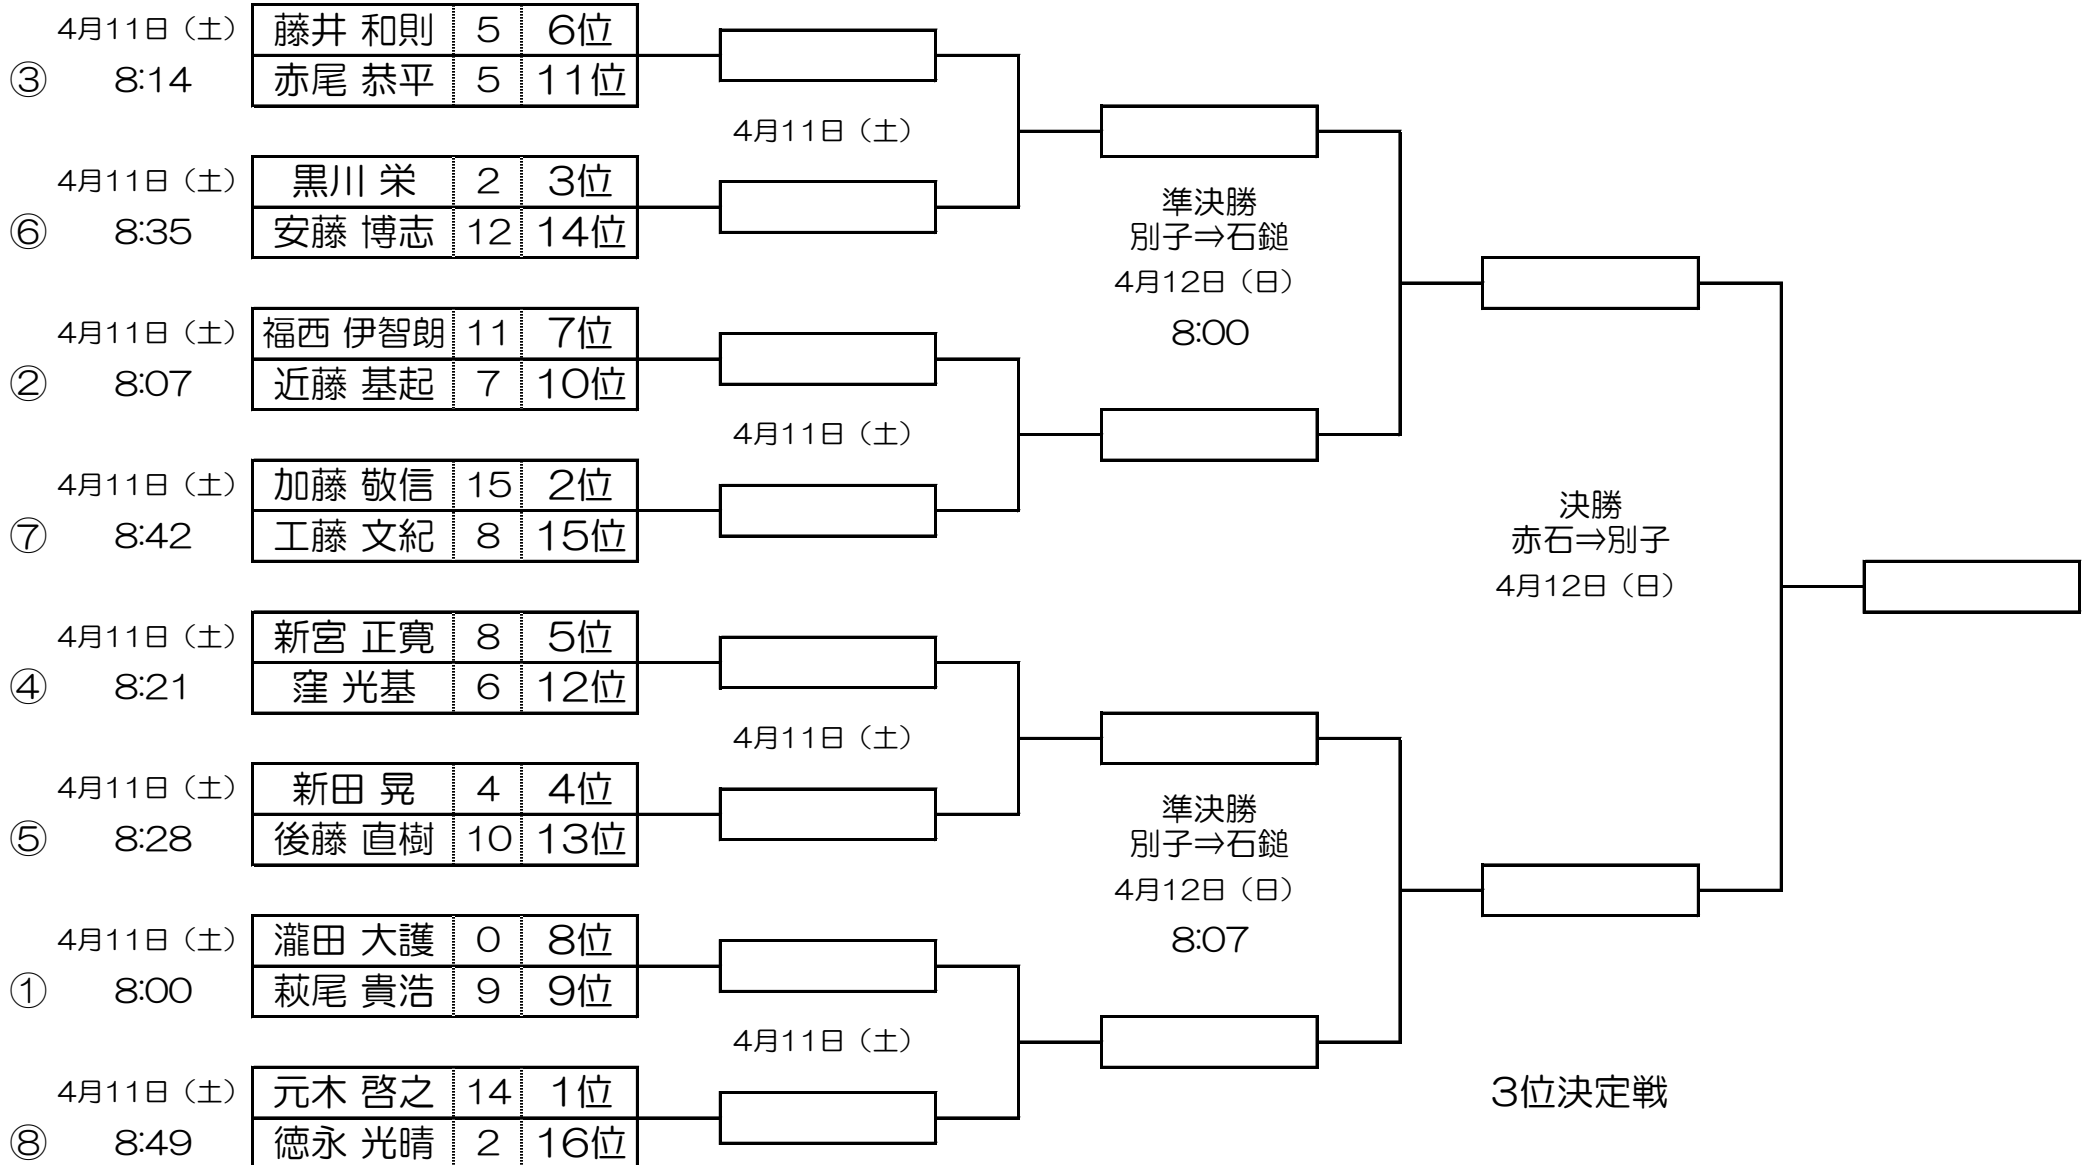 4月11日（土） 藤井 和則 5 6位
③ 8:14 赤尾 恭平 5 11位
4月11日（土）
4月11日（土） 黒川 栄 2 3位
⑥ 8:35 安藤 博志 12 14位
準決勝
別子⇒石鎚
4月12日（日）
8:00
4月11日（土） 福西 伊智朗 11 7位
② 8:07 近藤 基起 7 10位
4月11日（土）
4月11日（土） 加藤 敬信 15 2位
⑦ 8:42 工藤 文紀 8 15位
決勝
赤石⇒別子
4月12日（日）
4月11日（土） 新宮 正寛 8 5位
④ 8:21 窪 光基 6 12位
4月11日（土）
4月11日（土） 新田 晃 4 4位
⑤ 8:28 後藤 直樹 10 13位
準決勝
別子⇒石鎚
4月12日（日）
8:07
4月11日（土） 瀧田 大護 0 8位
① 8:00 萩尾 貴浩 9 9位
4月11日（土）
4月11日（土） 元木 啓之 14 1位
⑧ 8:49 徳永 光晴 2 16位
3位決定戦